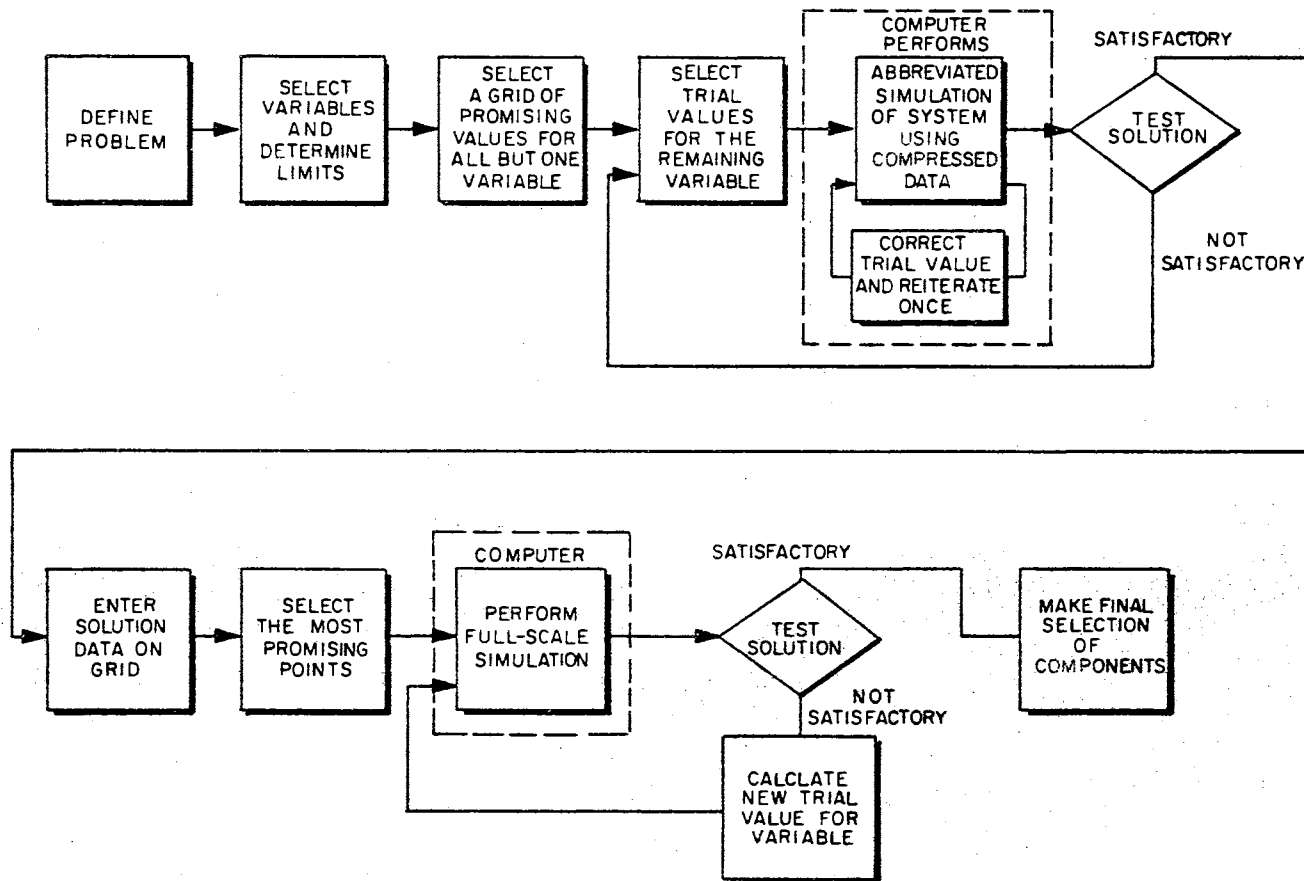 DEFINE
PROBLEM
SELECT
VARIABLES
AND
DETERMINE
LIMITS
SELECT
A GRID OF
PROMISING
VALUES FOR
ALL BUT ONE
VARIABLE
SELECT
TRIAL
VALUES
FOR THE
REMAINING
VARIABLE
COMPUTER
PERFORMS
ABBREVIATED
SIMULATION
OF SYSTEM
USING
COMPRESSED
DATA
CORRECT
TRIAL VALUE
AND REITERATE
ONCE
SATISFACTORY
TEST
SOLUTION
NOT
SATISFACTORY
ENTER
SOLUTION
DATA ON
GRID
SELECT
THE MOST
PROMISING
POINTS
COMPUTER
PERFORM
FULL-SCALE
SIMULATION
SATISFACTORY
TEST
SOLUTION
NOT
SATISFACTORY
CALCLATE
NEW TRIAL
VALUE FOR
VARIABLE
MAKE FINAL
SELECTION
OF
COMPONENTS